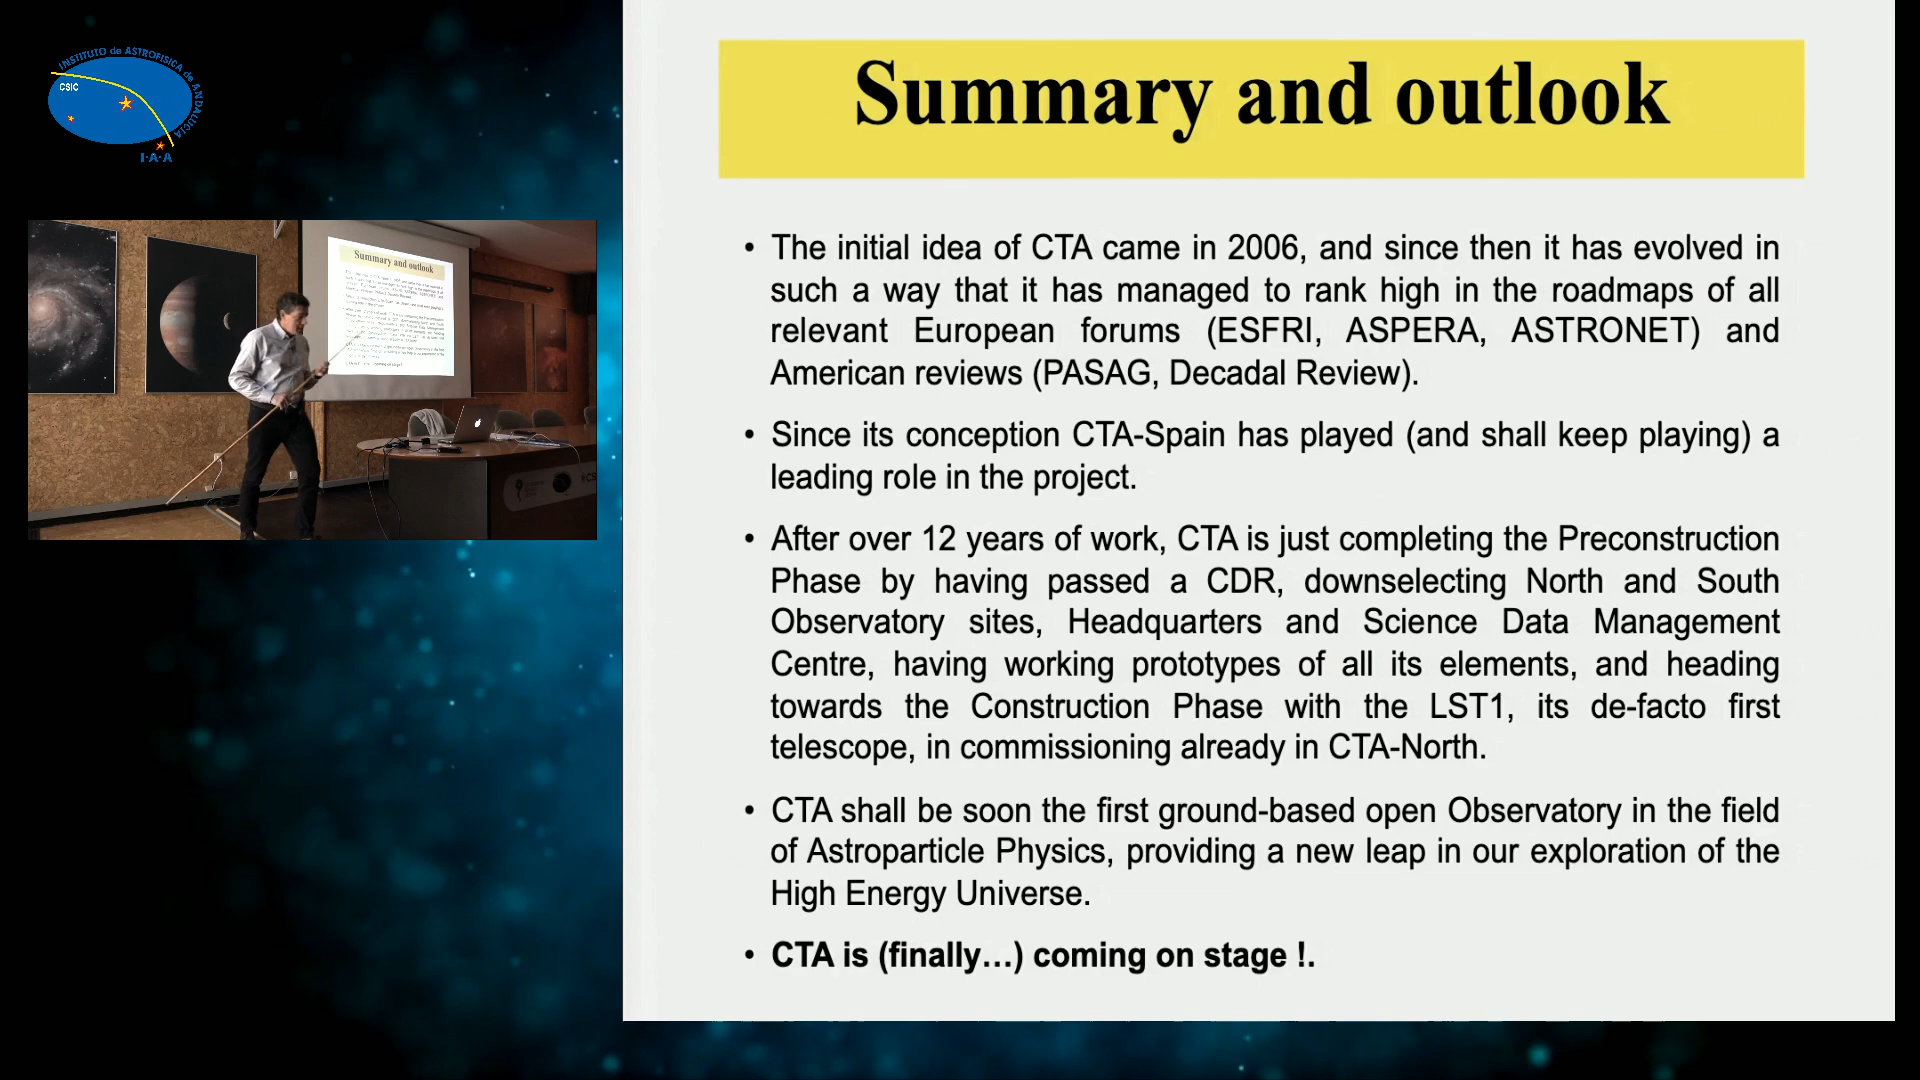 INSTITUTO de ASTROFISICA de ANDALUCIA
CSIC
I·A·A
Summary and outlook
Summary and outlook
• The initial idea of CTA came in 2006, and since then it has evolved in
such a way that it has managed to rank high in the roadmaps of all
relevant European forums (ESFRI, ASPERA, ASTRONET) and
American reviews (PASAG, Decadal Review).
• Since its conception CTA-Spain has played (and shall keep playing) a
leading role in the project.
• After over 12 years of work, CTA is just completing the Preconstruction
Phase by having passed a CDR, downselecting North and South
Observatory sites, Headquarters and Science Data Management
Centre, having working prototypes of all its elements, and heading
towards the Construction Phase with the LST1, its de-facto first
telescope, in commissioning already in CTA-North.
• CTA shall be soon the first ground-based open Observatory in the field
of Astroparticle Physics, providing a new leap in our exploration of the
High Energy Universe.
• CTA is (finally…) coming on stage !.